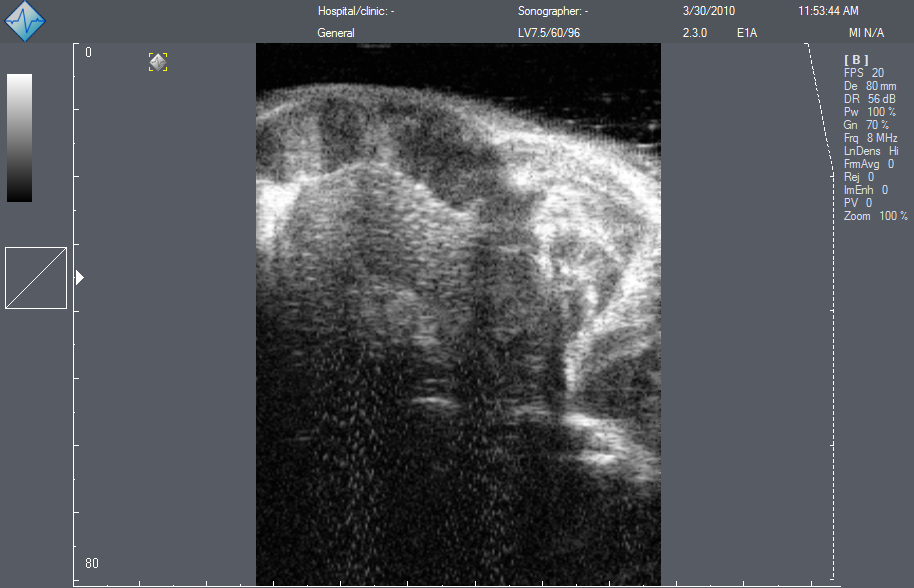 Hospital/clinic: - Sonographer: - 3/30/2010 11:53:44 AM
General LV7.5/60/96 2.3.0 E1A MI N/A
0
[ B ]
FPS 20
De 80 mm
DR 56 dB
Pw 100 %
Gn 70 %
Frq 8 MHz
LnDens Hi
FrmAvg 0
Rej 0
ImEnh 0
PV 0
Zoom 100 %
80